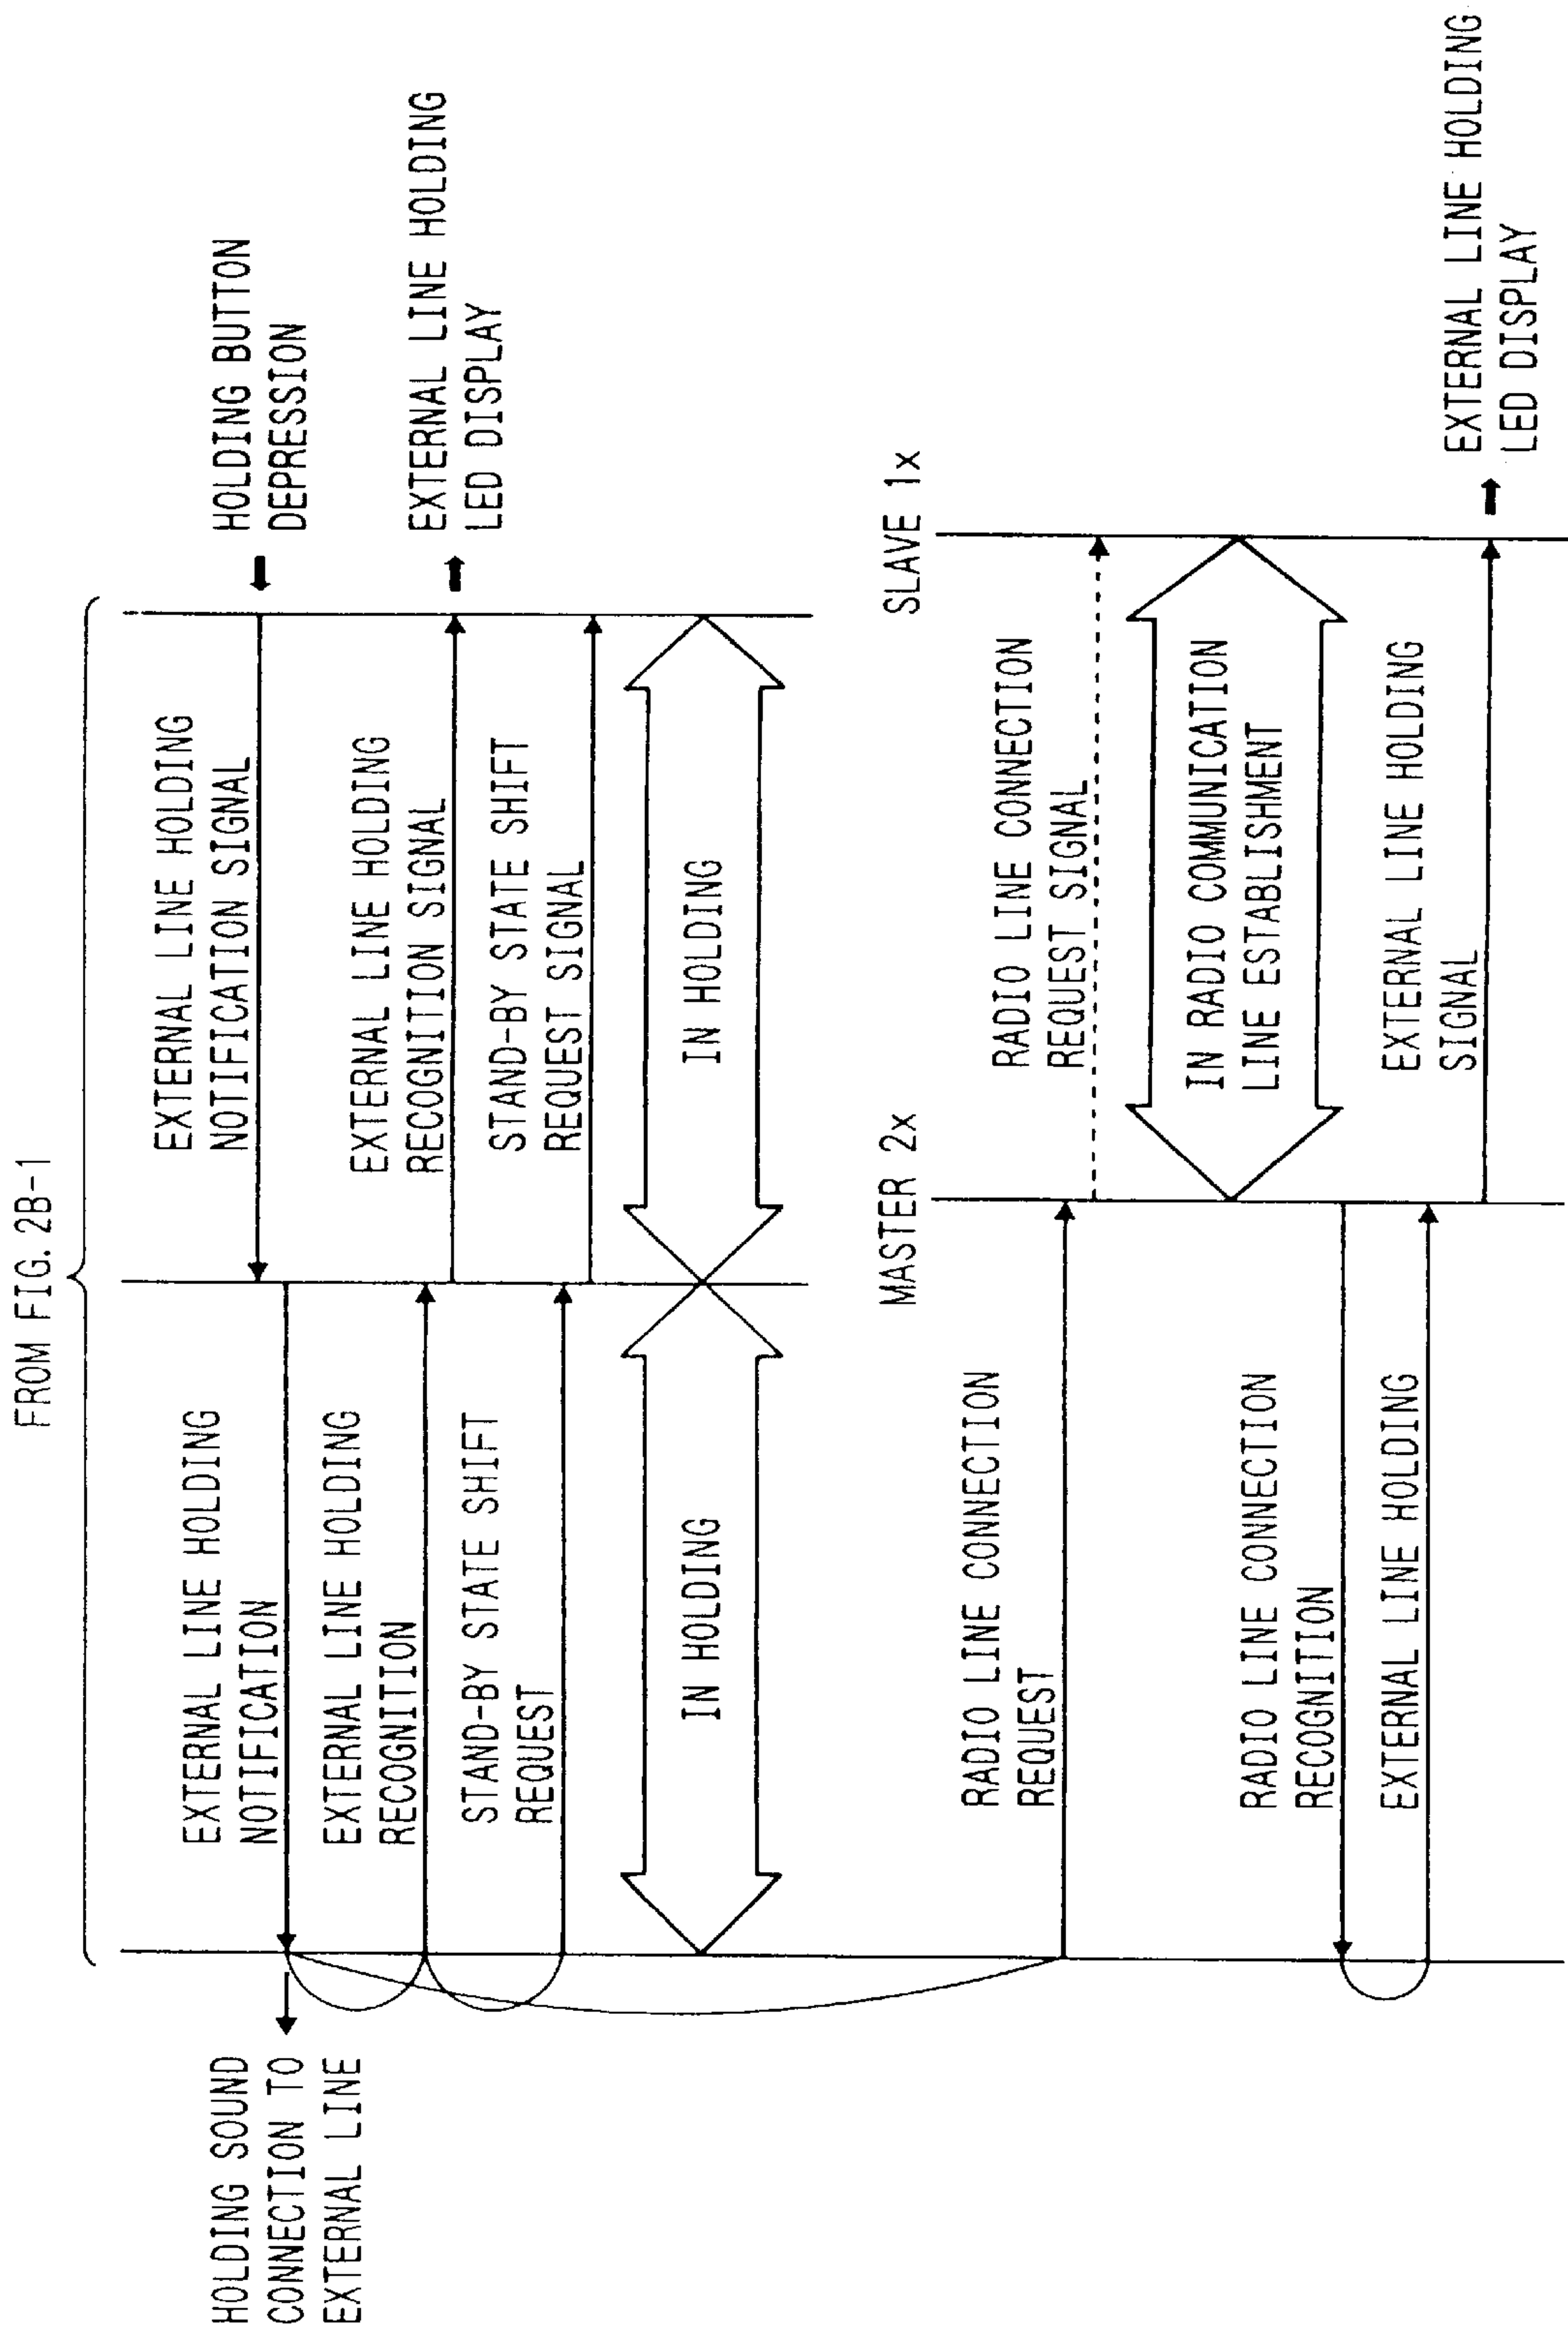 FROM FIG. 2B-1
HOLDING SOUND
CONNECTION TO
EXTERNAL LINE
EXTERNAL LINE HOLDING
NOTIFICATION
EXTERNAL LINE HOLDING
NOTIFICATION SIGNAL
HOLDING BUTTON
DEPRESSION
EXTERNAL LINE HOLDING
RECOGNITION
EXTERNAL LINE HOLDING
RECOGNITION SIGNAL
EXTERNAL LINE HOLDING
LED DISPLAY
STAND-BY STATE SHIFT
REQUEST
STAND-BY STATE SHIFT
REQUEST SIGNAL
IN HOLDING
IN HOLDING
MASTER 2x
SLAVE 1x
RADIO LINE CONNECTION
REQUEST
RADIO LINE CONNECTION
REQUEST SIGNAL
IN RADIO COMMUNICATION
LINE ESTABLISHMENT
RADIO LINE CONNECTION
RECOGNITION
EXTERNAL LINE HOLDING
EXTERNAL LINE HOLDING
SIGNAL
EXTERNAL LINE HOLDING
LED DISPLAY